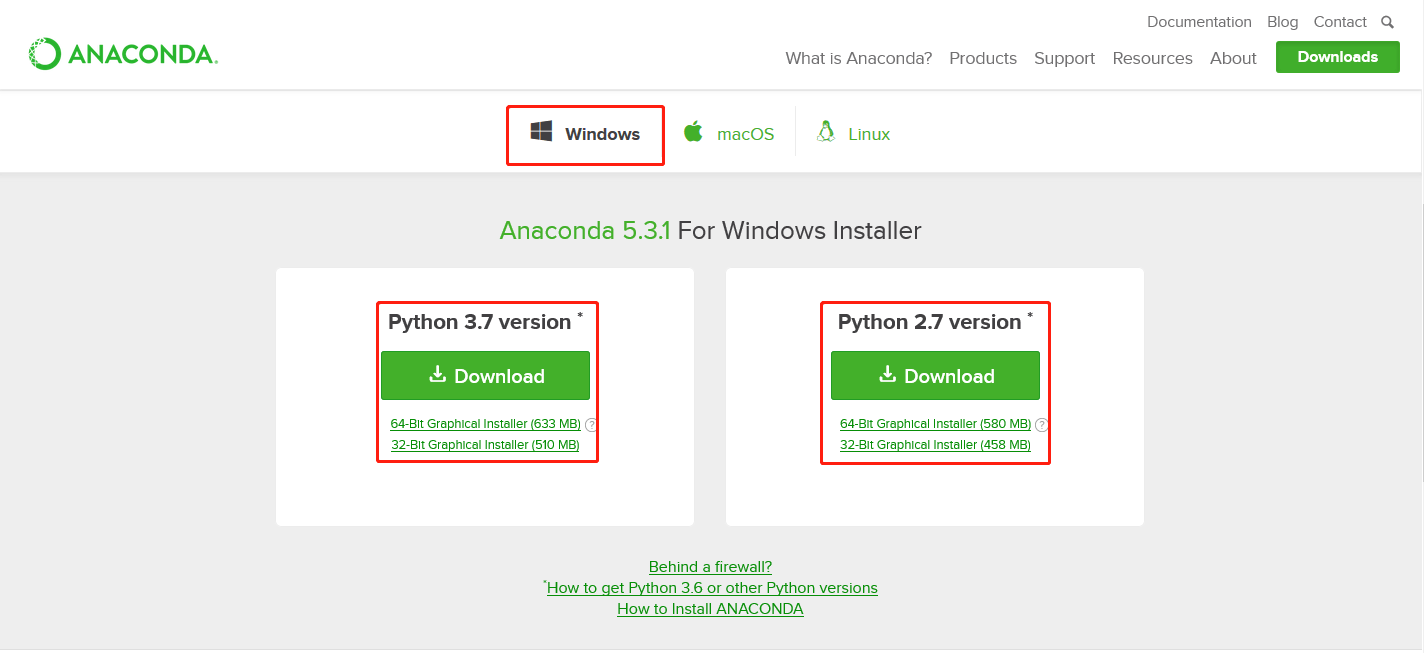 Documentation Blog Contact
ANACONDA.
What is Anaconda? Products Support Resources About Downloads
Windows macOS Linux
Anaconda 5.3.1 For Windows Installer
Python 3.7 version *
Download
64-Bit Graphical Installer (633 MB) ?
32-Bit Graphical Installer (510 MB)
Python 2.7 version *
Download
64-Bit Graphical Installer (580 MB) ?
32-Bit Graphical Installer (458 MB)
Behind a firewall?
*How to get Python 3.6 or other Python versions
How to Install ANACONDA